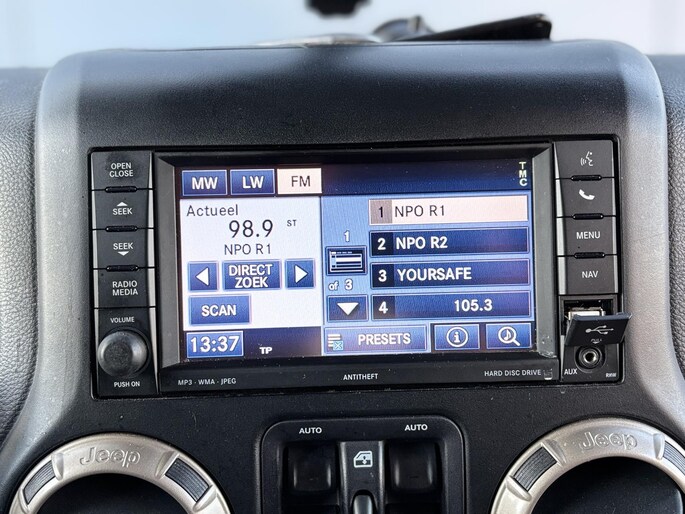 OPEN
CLOSE
SEEK
SEEK
RADIO
MEDIA
VOLUME
PUSH ON
MW LW FM
TMC
Actueel
98.9 ST
NPO R1
DIRECT
ZOEK
SCAN
13:37 TP
1
of 3
1 NPO R1
2 NPO R2
3 YOURSAFE
4 105.3
PRESETS
MP3 · WMA · JPEG ANTITHEFT HARD DISC DRIVE
MENU
NAV
AUX RHW
AUTO AUTO
Jeep Jeep